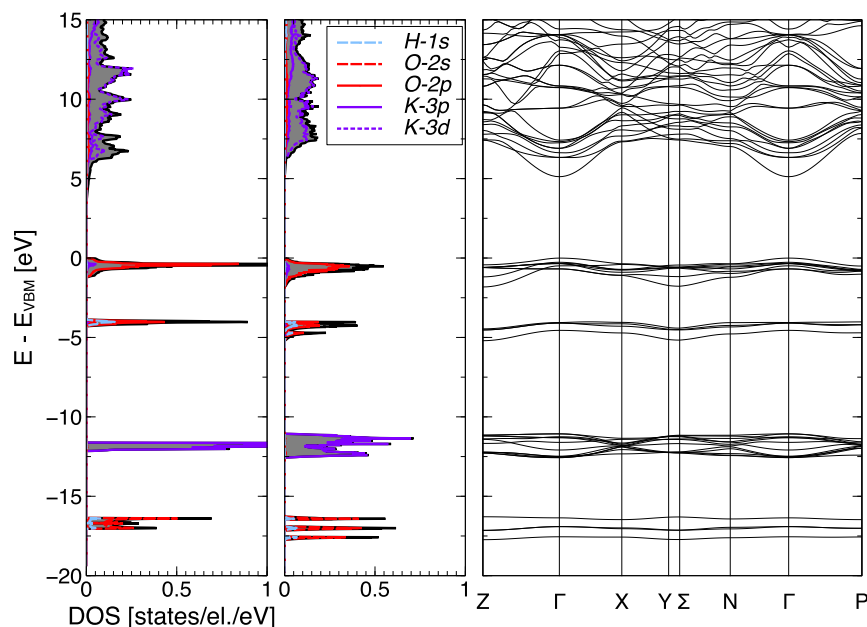 15
10
5
0
−5
−10
−15
−20
E - E_VBM [eV]
H-1s
O-2s
O-2p
K-3p
K-3d
0 0.5 1
0 0.5 1
DOS [states/el./eV]
Z Γ X Y Σ N Γ P